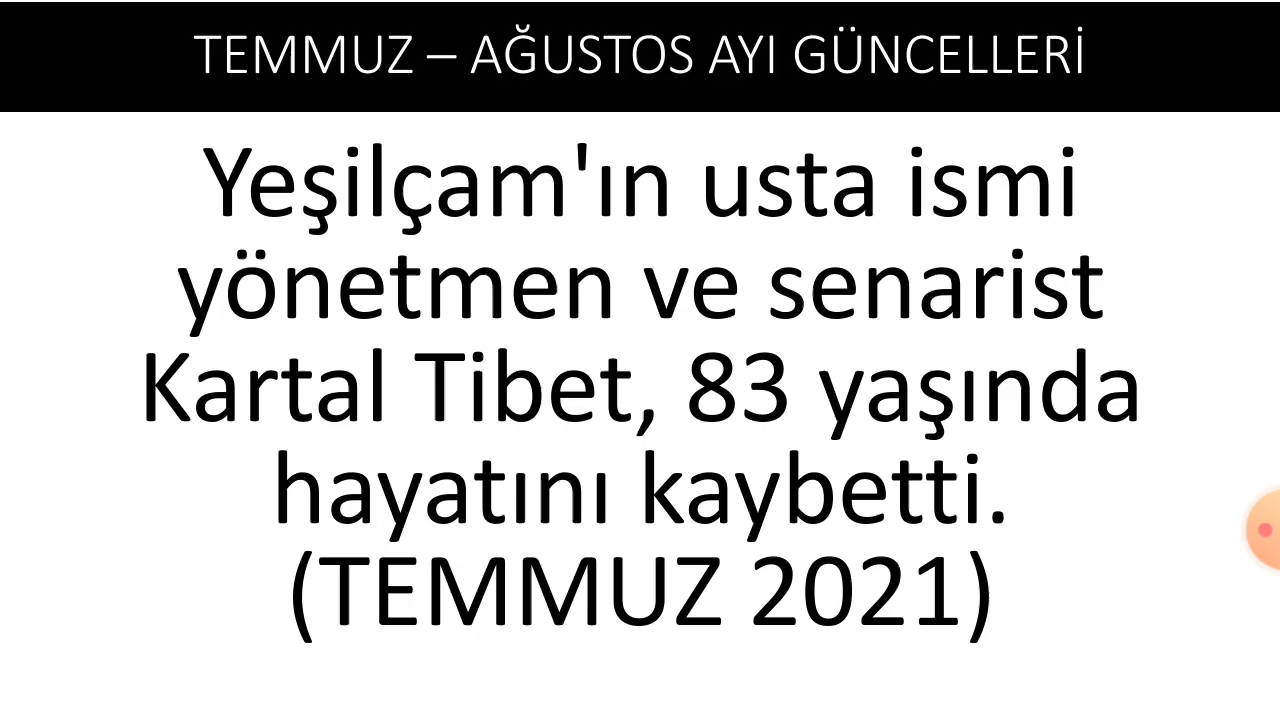 TEMMUZ – AĞUSTOS AYI GÜNCELLERİ
Yeşilçam'ın usta ismi
yönetmen ve senarist
Kartal Tibet, 83 yaşında
hayatını kaybetti.
(TEMMUZ 2021)